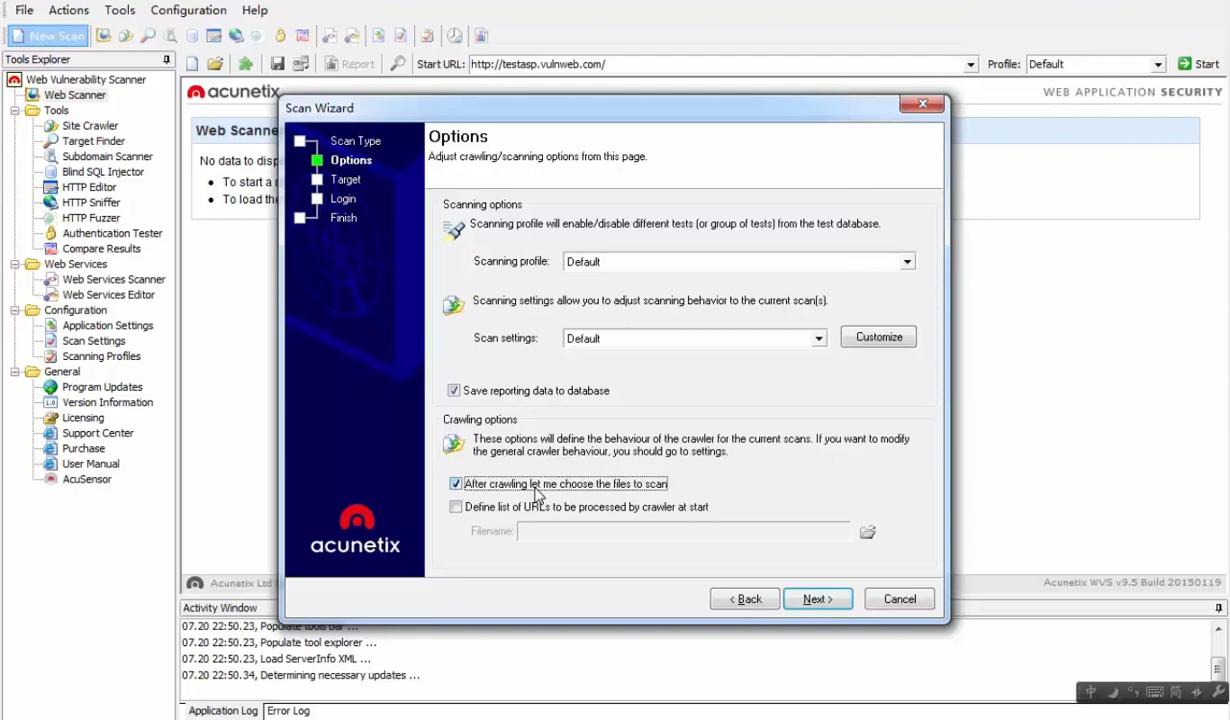 File Actions Tools Configuration Help
New Scan
Tools Explorer
Report Start URL: http://testasp.vulnweb.com/ Profile: Default Start
Web Vulnerability Scanner
Web Scanner
Tools
Site Crawler
Target Finder
Subdomain Scanner
Blind SQL Injector
HTTP Editor
HTTP Sniffer
HTTP Fuzzer
Authentication Tester
Compare Results
Web Services
Web Services Scanner
Web Services Editor
Configuration
Application Settings
Scan Settings
Scanning Profiles
General
Program Updates
Version Information
Licensing
Support Center
Purchase
User Manual
AcuSensor
acunetix
WEB APPLICATION SECURITY
Web Scanne
No data to disp
To start a
To load the
Scan Wizard
Scan Type
Options
Target
Login
Finish
acunetix
Options
Adjust crawling/scanning options from this page.
Scanning options
Scanning profile will enable/disable different tests (or group of tests) from the test database.
Scanning profile: Default
Scanning settings allow you to adjust scanning behavior to the current scan(s).
Scan settings: Default Customize
Save reporting data to database
Crawling options
These options will define the behaviour of the crawler for the current scans. If you want to modify
the general crawler behaviour, you should go to settings.
After crawling let me choose the files to scan
Define list of URLs to be processed by crawler at start
Filename:
< Back Next > Cancel
Acunetix Ltd
Acunetix WVS v9.5 Build 20150119
Activity Window
07.20 22:50.23, Populate tools bar ...
07.20 22:50.23, Populate tool explorer ...
07.20 22:50.23, Load ServerInfo XML ...
07.20 22:50.34, Determining necessary updates ...
Application Log Error Log
中 简